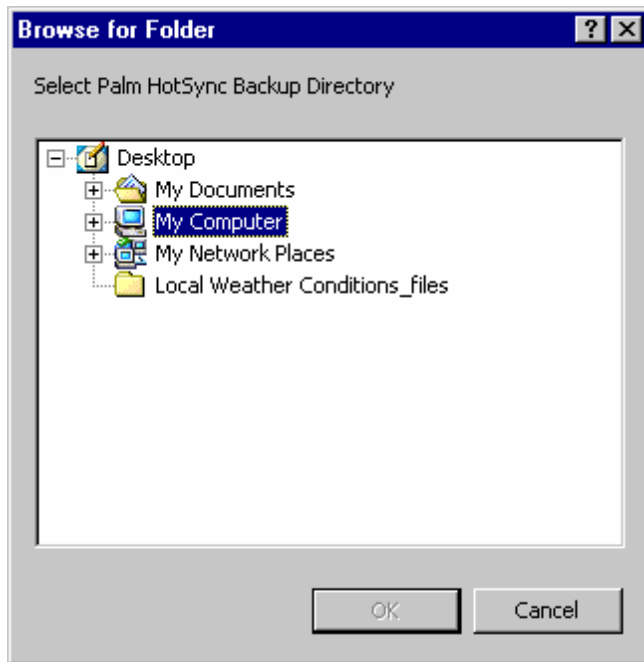 Browse for Folder
Select Palm HotSync Backup Directory
Desktop
My Documents
My Computer
My Network Places
Local Weather Conditions_files
OK
Cancel